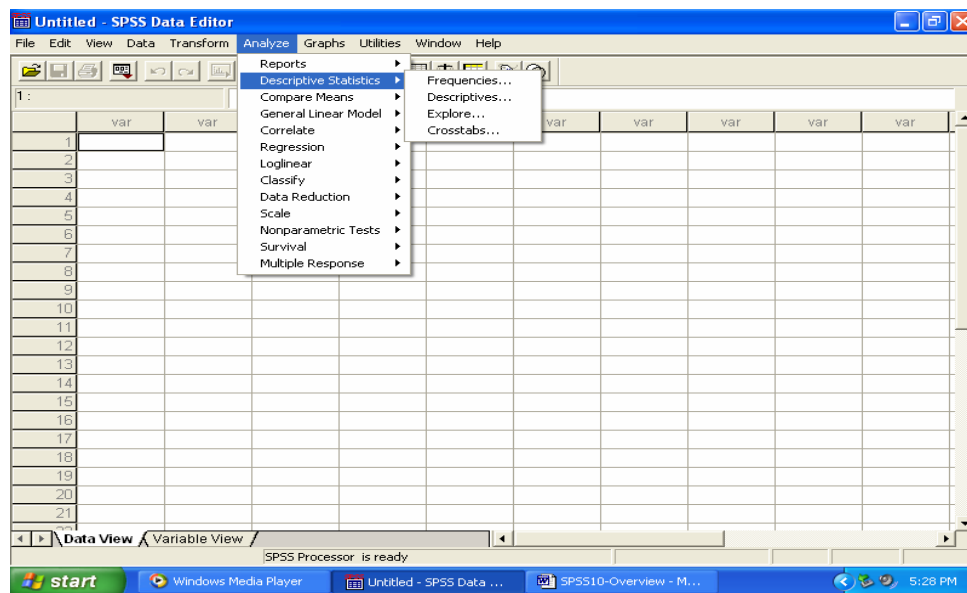 Untitled - SPSS Data Editor
File Edit View Data Transform Analyze Graphs Utilities Window Help
1 :
Reports
Descriptive Statistics
Compare Means
General Linear Model
Correlate
Regression
Loglinear
Classify
Data Reduction
Scale
Nonparametric Tests
Survival
Multiple Response
Frequencies...
Descriptives...
Explore...
Crosstabs...
var var var var var var var
1
2
3
4
5
6
7
8
9
10
11
12
13
14
15
16
17
18
19
20
21
Data View Variable View
SPSS Processor is ready
start Windows Media Player Untitled - SPSS Data ... SPSS10-Overview - M... 5:28 PM